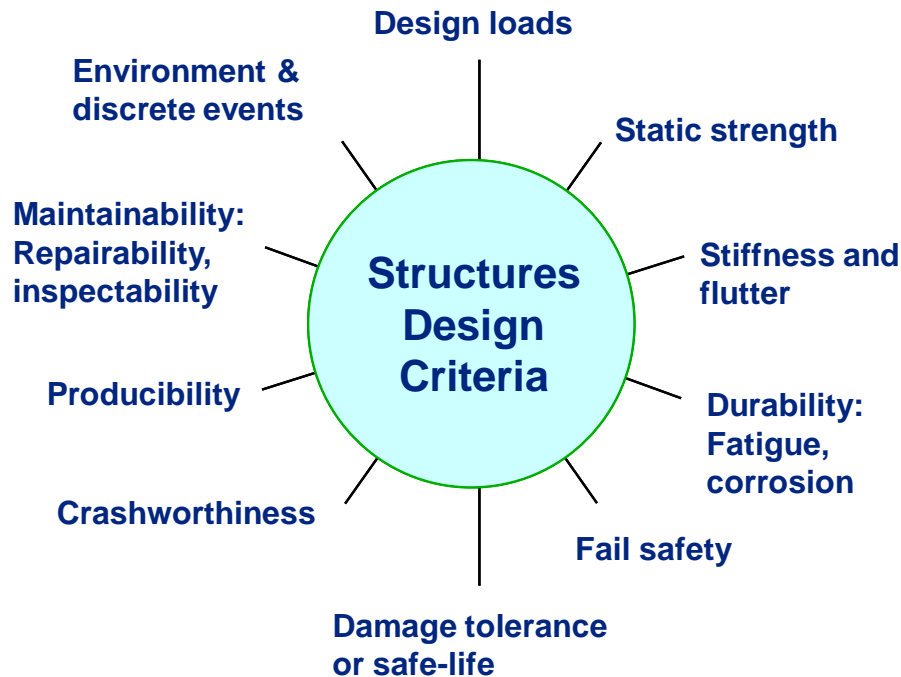 Design loads
Environment &
discrete events
Static strength
Maintainability:
Repairability,
inspectability
Structures
Design
Criteria
Stiffness and
flutter
Producibility
Durability:
Fatigue,
corrosion
Crashworthiness
Fail safety
Damage tolerance
or safe-life